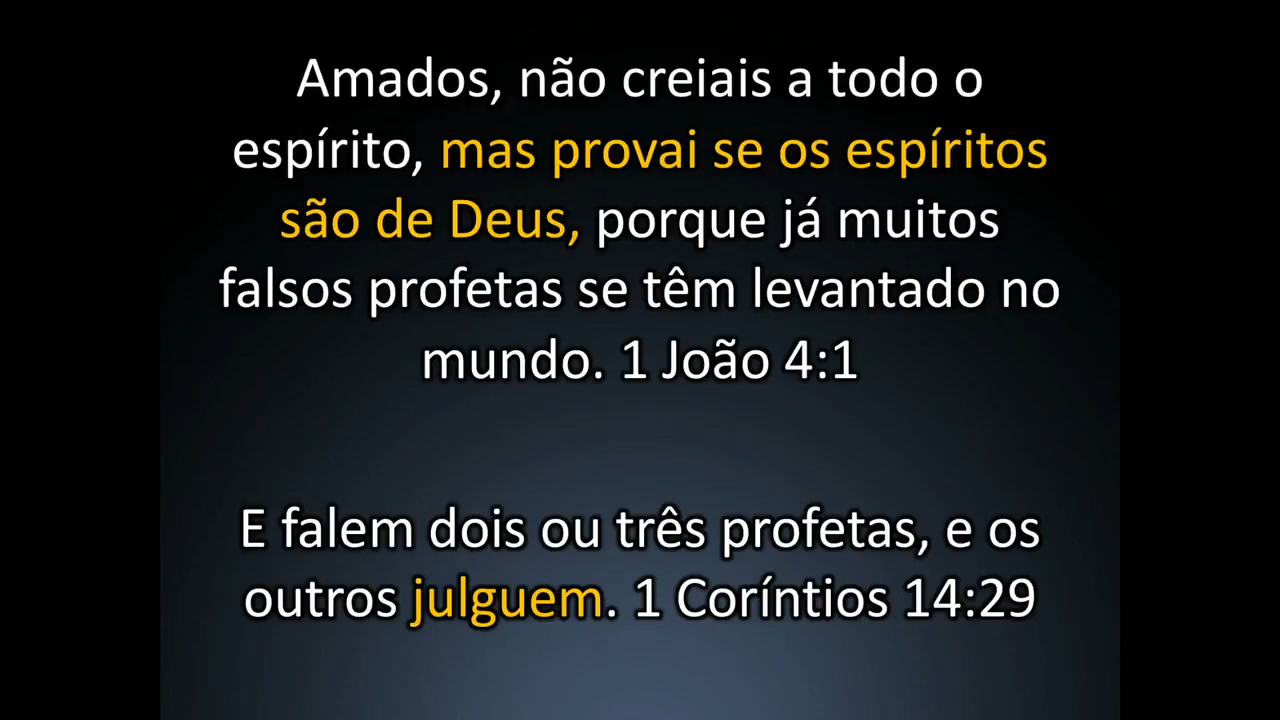 Amados, não creiais a todo o
espírito, mas provai se os espíritos
são de Deus, porque já muitos
falsos profetas se têm levantado no
mundo. 1 João 4:1
E falem dois ou três profetas, e os
outros julguem. 1 Coríntios 14:29